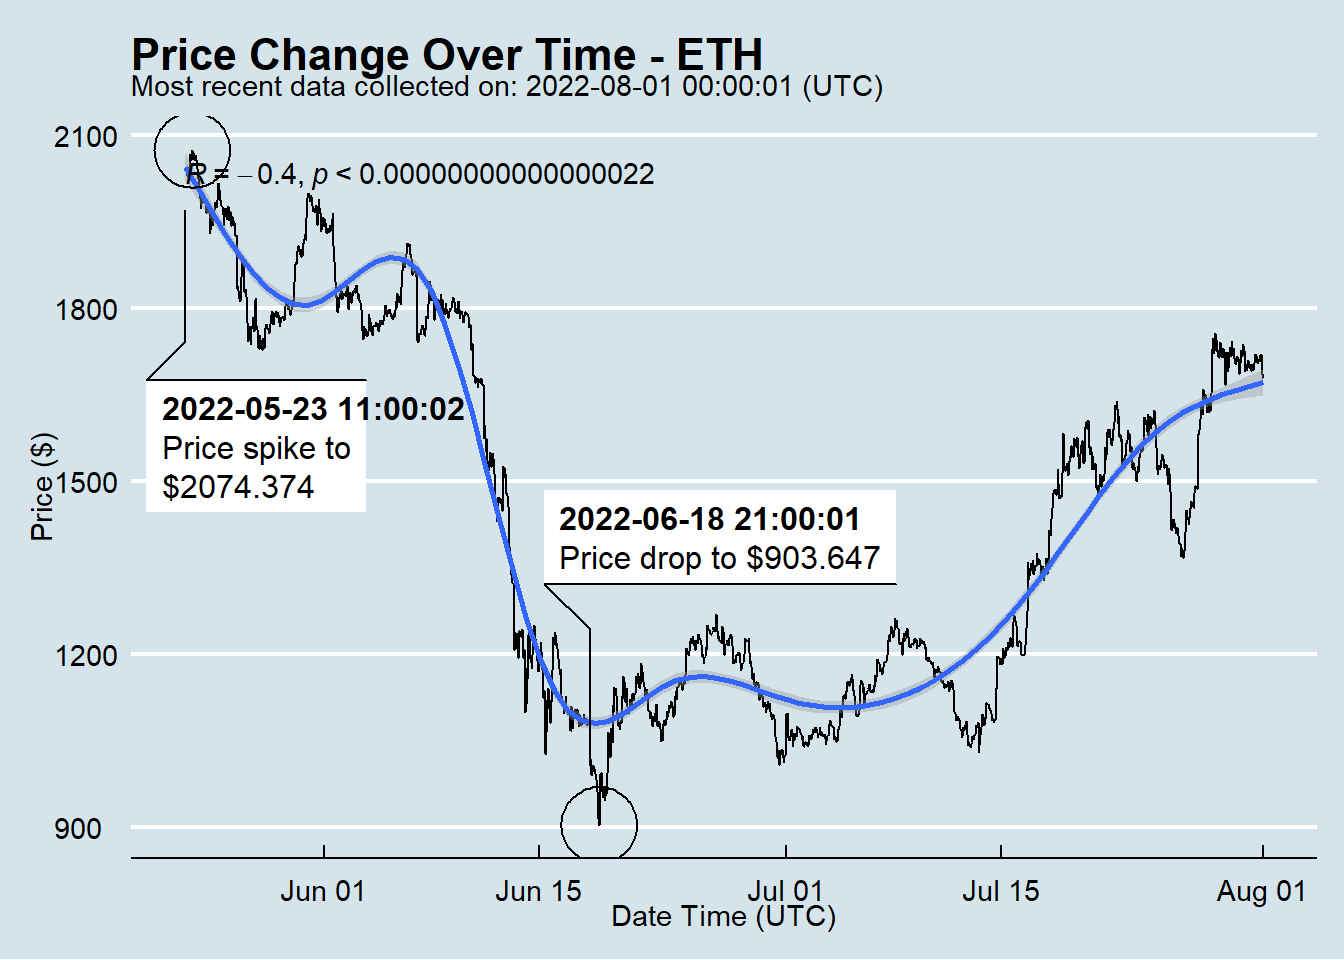 Price Change Over Time - ETH
Most recent data collected on: 2022-08-01 00:00:01 (UTC)
2100
R = −0.4, p < 0.00000000000000022
1800
2022-05-23 11:00:02
Price spike to
$2074.374
Price ($)
1500
2022-06-18 21:00:01
Price drop to $903.647
1200
900
Jun 01 Jun 15 Jul 01 Jul 15 Aug 01
Date Time (UTC)